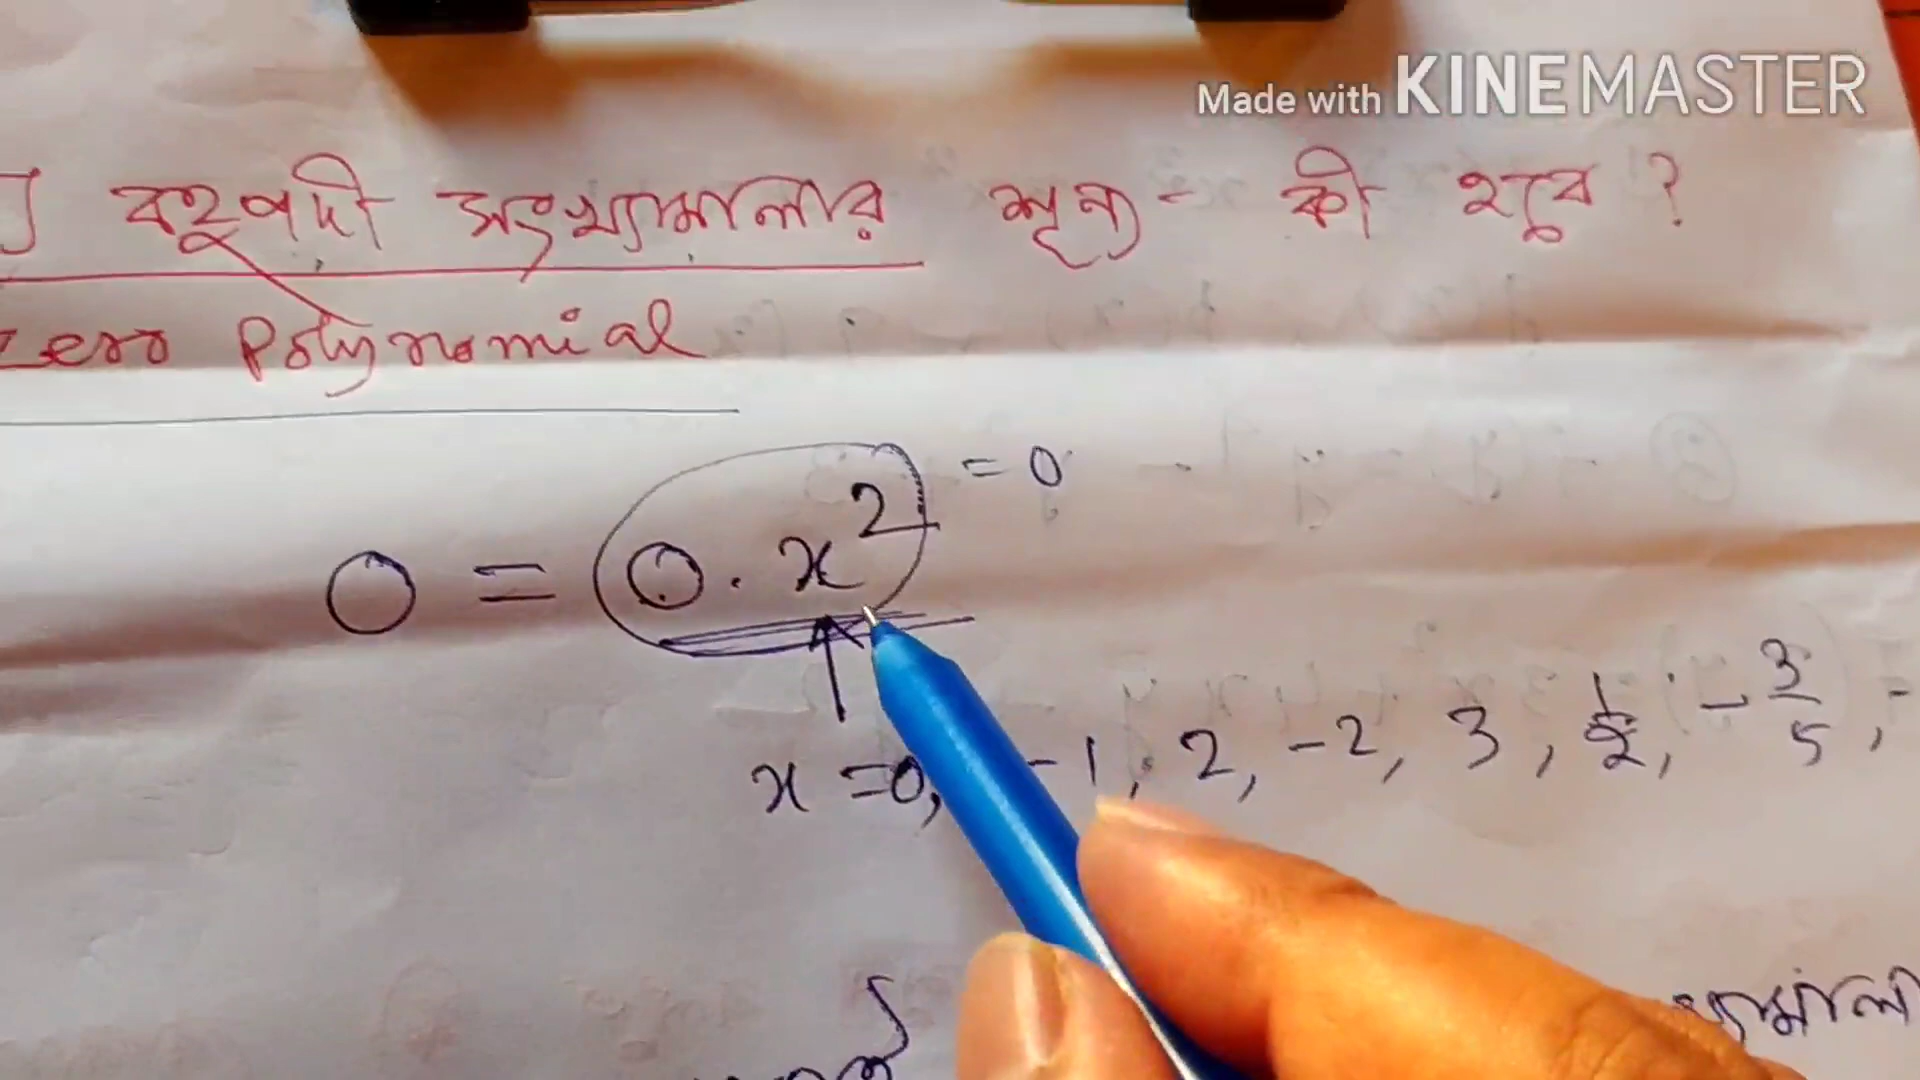 Made with KINEMASTER
বহুপদী সংখ্যামালার শূন্য - কী হবে ?
Zero Polynomial
0 = 0 . x² = 0
x = 0, -1, 2, -2, 3, 1/2, -3/5, -